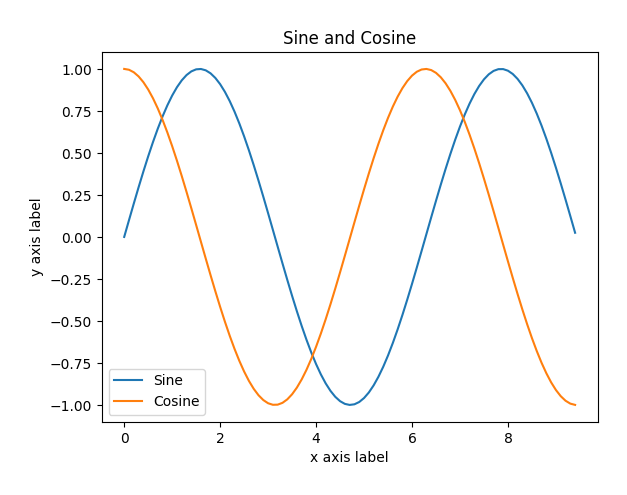 Sine and Cosine
1.00
0.75
0.50
0.25
0.00
−0.25
−0.50
−0.75
−1.00
y axis label
Sine
Cosine
0 2 4 6 8
x axis label